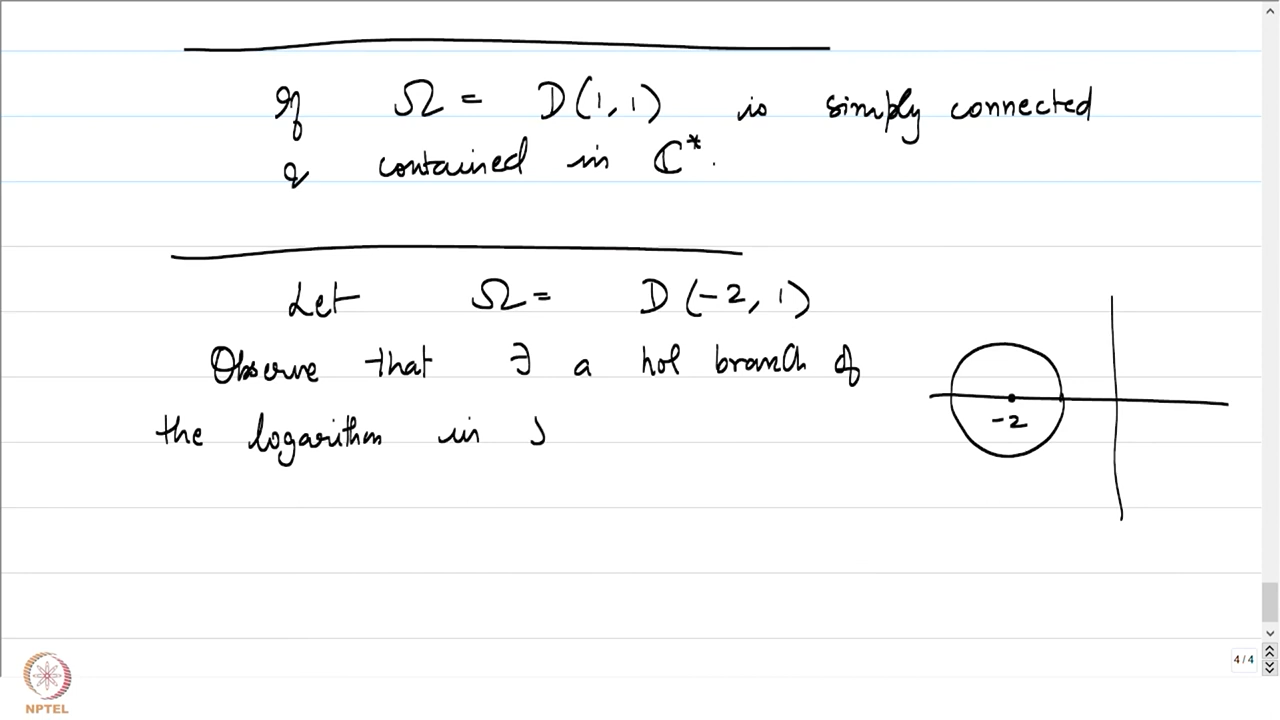 If Ω = D(1,1) is simply connected
& contained in ℂ*.
Let Ω = D(-2, 1)
Observe that ∃ a hol branch of
the logarithm in
-2
4 / 4
NPTEL